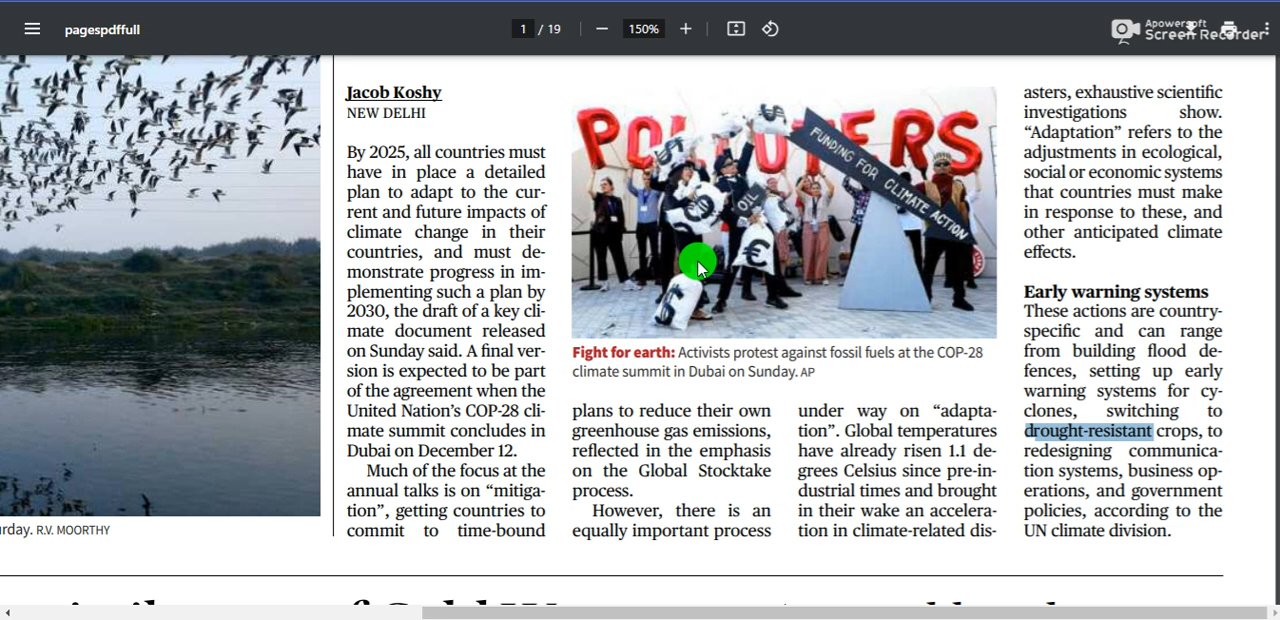 pagespdffull
1 / 19
150%
Apowersoft
Screen Recorder
Jacob Koshy
NEW DELHI
By 2025, all countries must
have in place a detailed
plan to adapt to the cur-
rent and future impacts of
climate change in their
countries, and must de-
monstrate progress in im-
plementing such a plan by
2030, the draft of a key cli-
mate document released
on Sunday said. A final ver-
sion is expected to be part
of the agreement when the
United Nation’s COP-28 cli-
mate summit concludes in
Dubai on December 12.
Much of the focus at the
annual talks is on “mitiga-
tion”, getting countries to
commit to time-bound
FUNDING FOR CLIMATE ACTION
OIL
€
$
Fight for earth: Activists protest against fossil fuels at the COP-28
climate summit in Dubai on Sunday. AP
plans to reduce their own
greenhouse gas emissions,
reflected in the emphasis
on the Global Stocktake
process.
However, there is an
equally important process
under way on “adapta-
tion”. Global temperatures
have already risen 1.1 de-
grees Celsius since pre-in-
dustrial times and brought
in their wake an accelera-
tion in climate-related dis-
asters, exhaustive scientific
investigations show.
“Adaptation” refers to the
adjustments in ecological,
social or economic systems
that countries must make
in response to these, and
other anticipated climate
effects.
Early warning systems
These actions are country-
specific and can range
from building flood de-
fences, setting up early
warning systems for cy-
clones, switching to
drought-resistant crops, to
redesigning communica-
tion systems, business op-
erations, and government
policies, according to the
UN climate division.
urday. R.V. MOORTHY